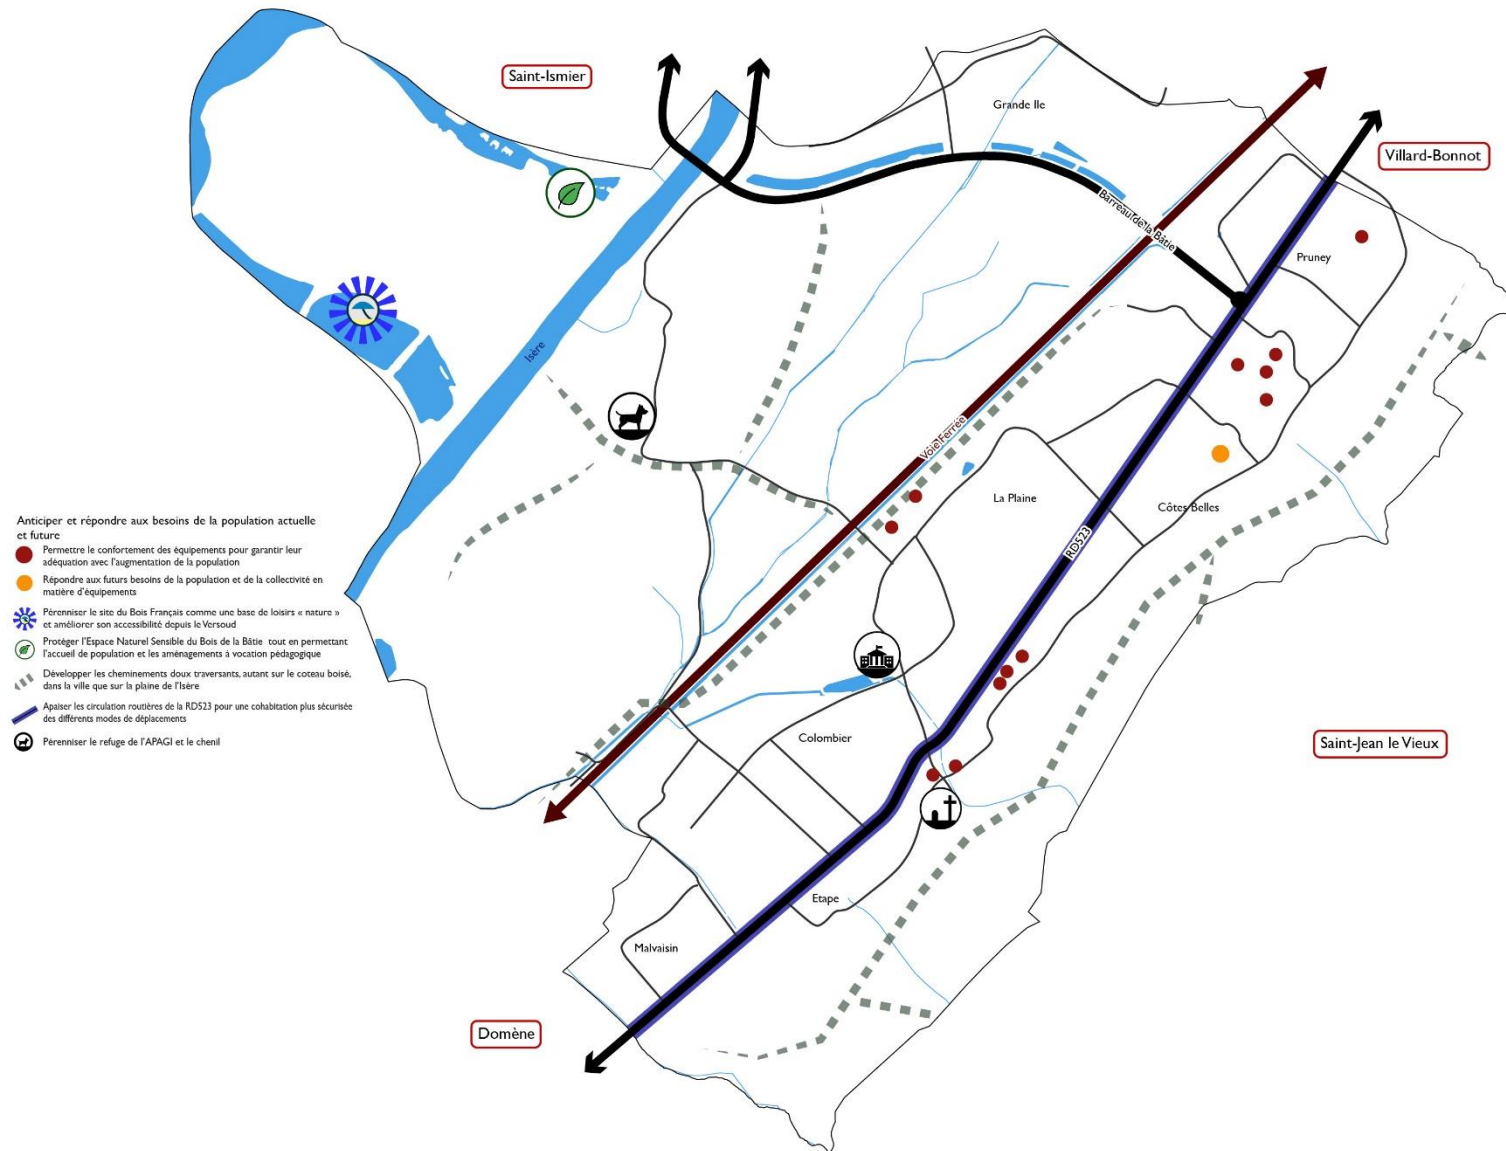 Saint-Ismier
Grande Ile
Villard-Bonnot
Barreau de la Bâtie
Pruney
Isère
Voie Ferrée
La Plaine
Côtes Belles
RD523
Anticiper et répondre aux besoins de la population actuelle
et future
Permettre le confortement des équipements pour garantir leur
adéquation avec l'augmentation de la population
Répondre aux futurs besoins de la population et de la collectivité en
matière d'équipements
Pérenniser le site du Bois Français comme une base de loisirs « nature »
et améliorer son accessibilité depuis le Versoud
Protéger l'Espace Naturel Sensible du Bois de la Bâtie tout en permettant
l'accueil de population et les aménagements à vocation pédagogique
Développer les cheminements doux traversants, autant sur le coteau boisé,
dans la ville que sur la plaine de l'Isère
Apaiser les circulation routières de la RD523 pour une cohabitation plus sécurisée
des différents modes de déplacements
Pérenniser le refuge de l'APAGI et le chenil
Colombier
Saint-Jean le Vieux
Etape
Malvaisin
Domène